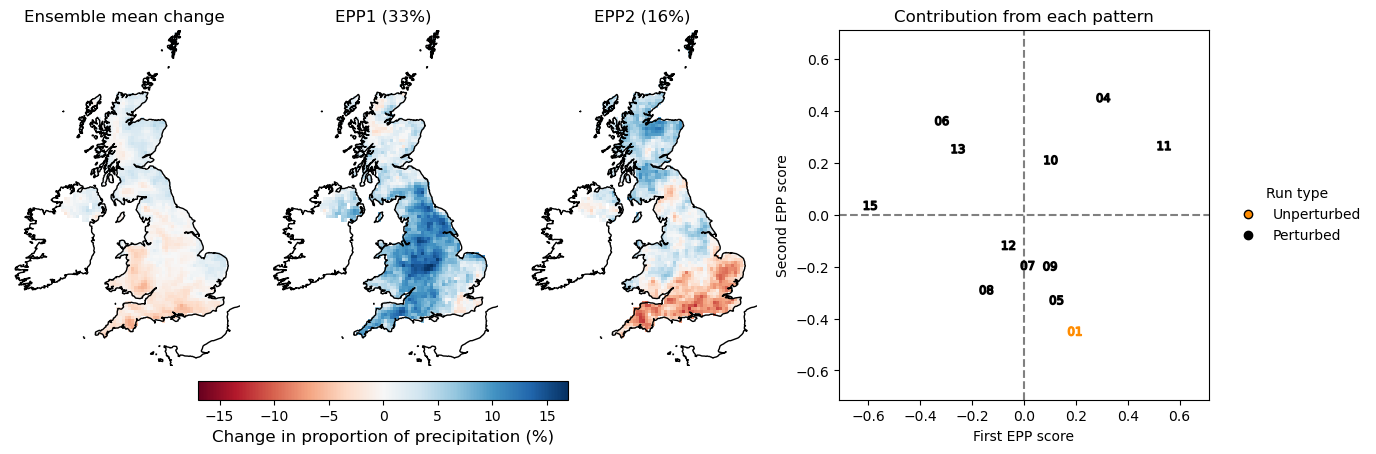 Ensemble mean change
EPP1 (33%)
EPP2 (16%)
Contribution from each pattern
−15 −10 −5 0 5 10 15
Change in proportion of precipitation (%)
Second EPP score
0.6
0.4
0.2
0.0
−0.2
−0.4
−0.6
04
06
11
13
10
15
12
07
09
08
05
01
−0.6 −0.4 −0.2 0.0 0.2 0.4 0.6
First EPP score
Run type
Unperturbed
Perturbed